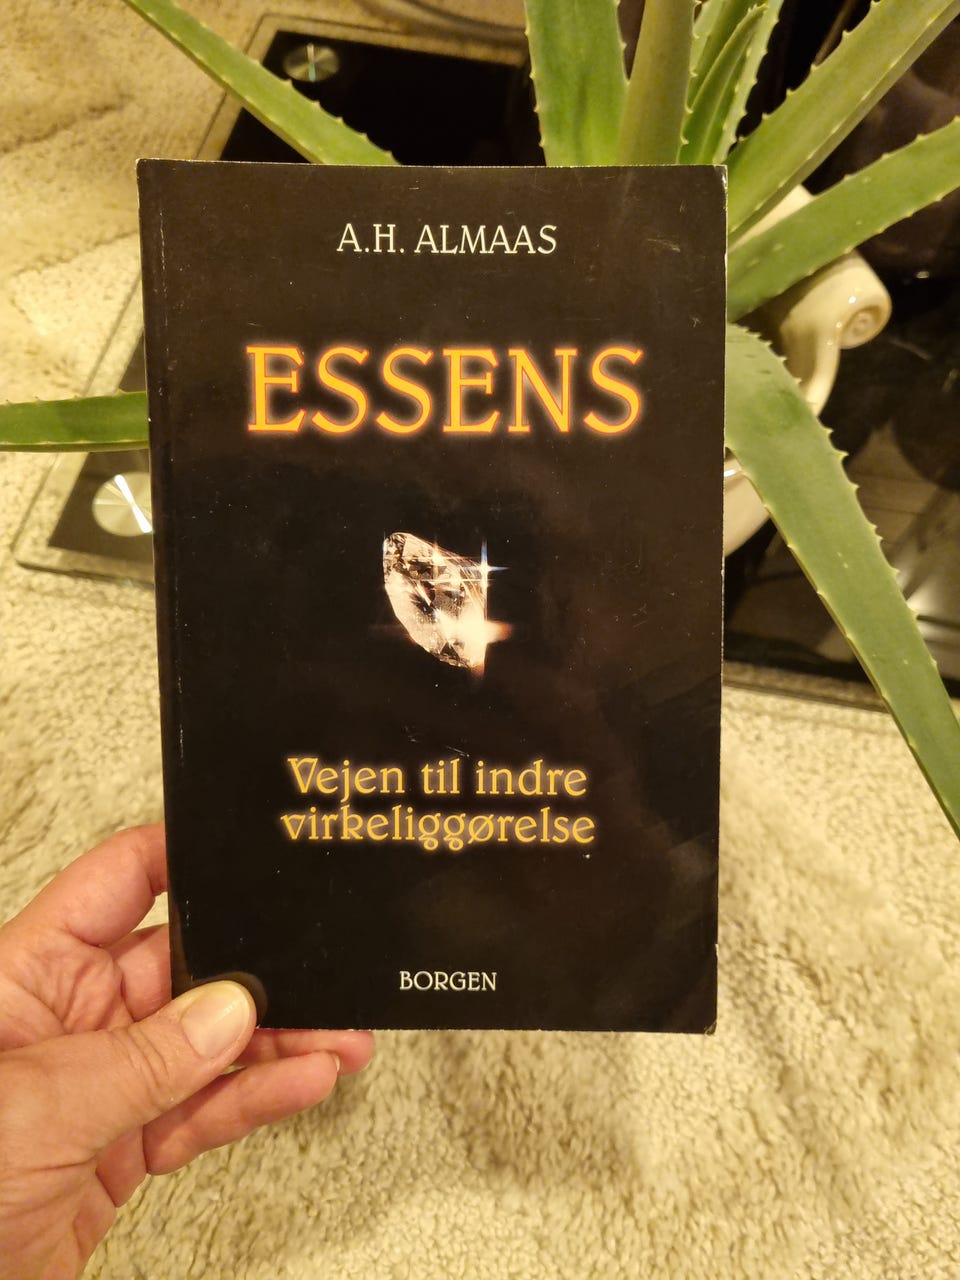 A.H. ALMAAS
ESSENS
Vejen til indre
virkeliggørelse
BORGEN